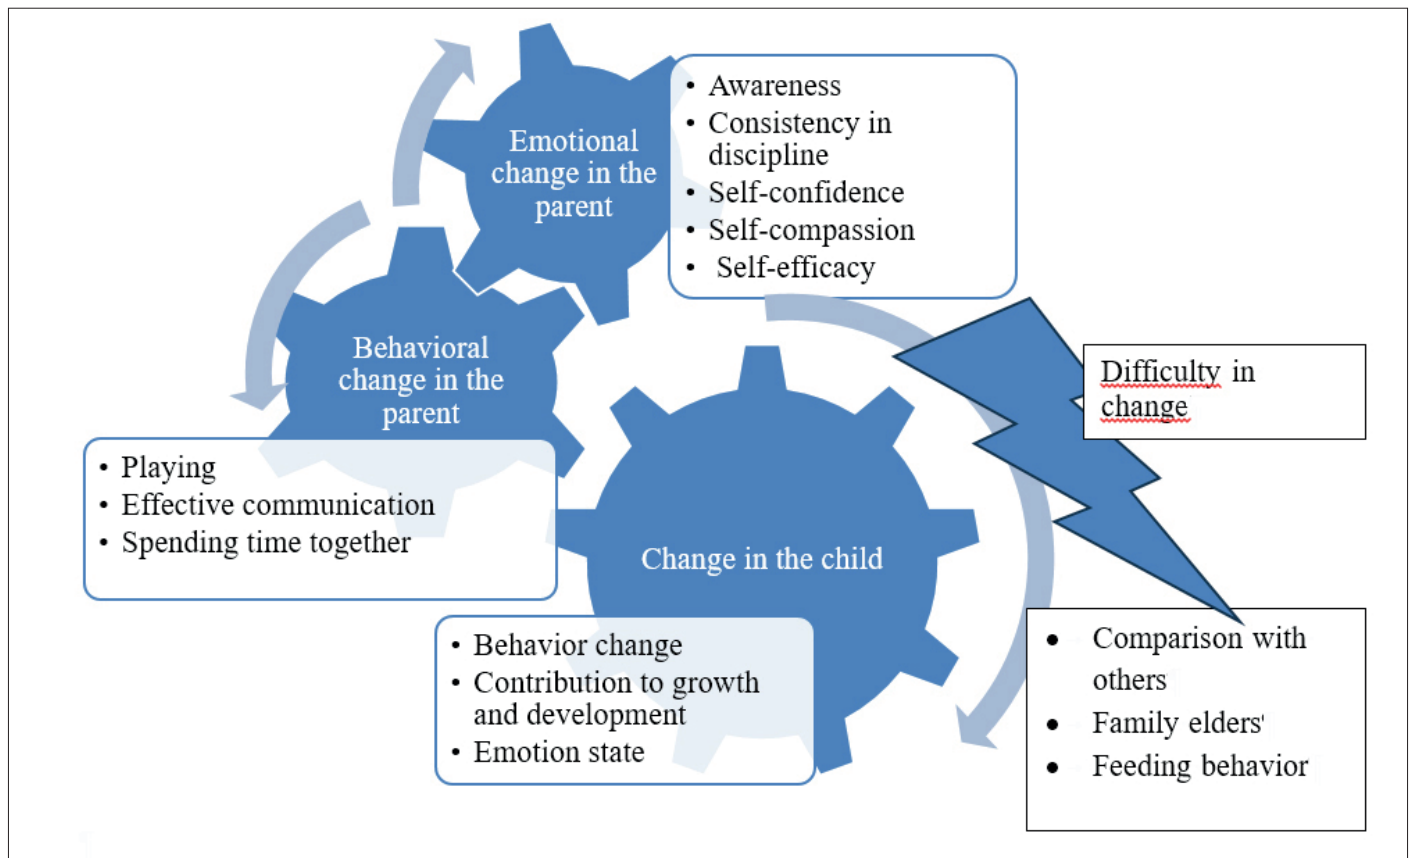 Emotional
change in the
parent
• Awareness
• Consistency in
discipline
• Self-confidence
• Self-compassion
• Self-efficacy
Behavioral
change in the
parent
• Playing
• Effective communication
• Spending time together
Change in the child
• Behavior change
• Contribution to growth
and development
• Emotion state
Difficulty in
change
● Comparison with
others
● Family elders'
● Feeding behavior